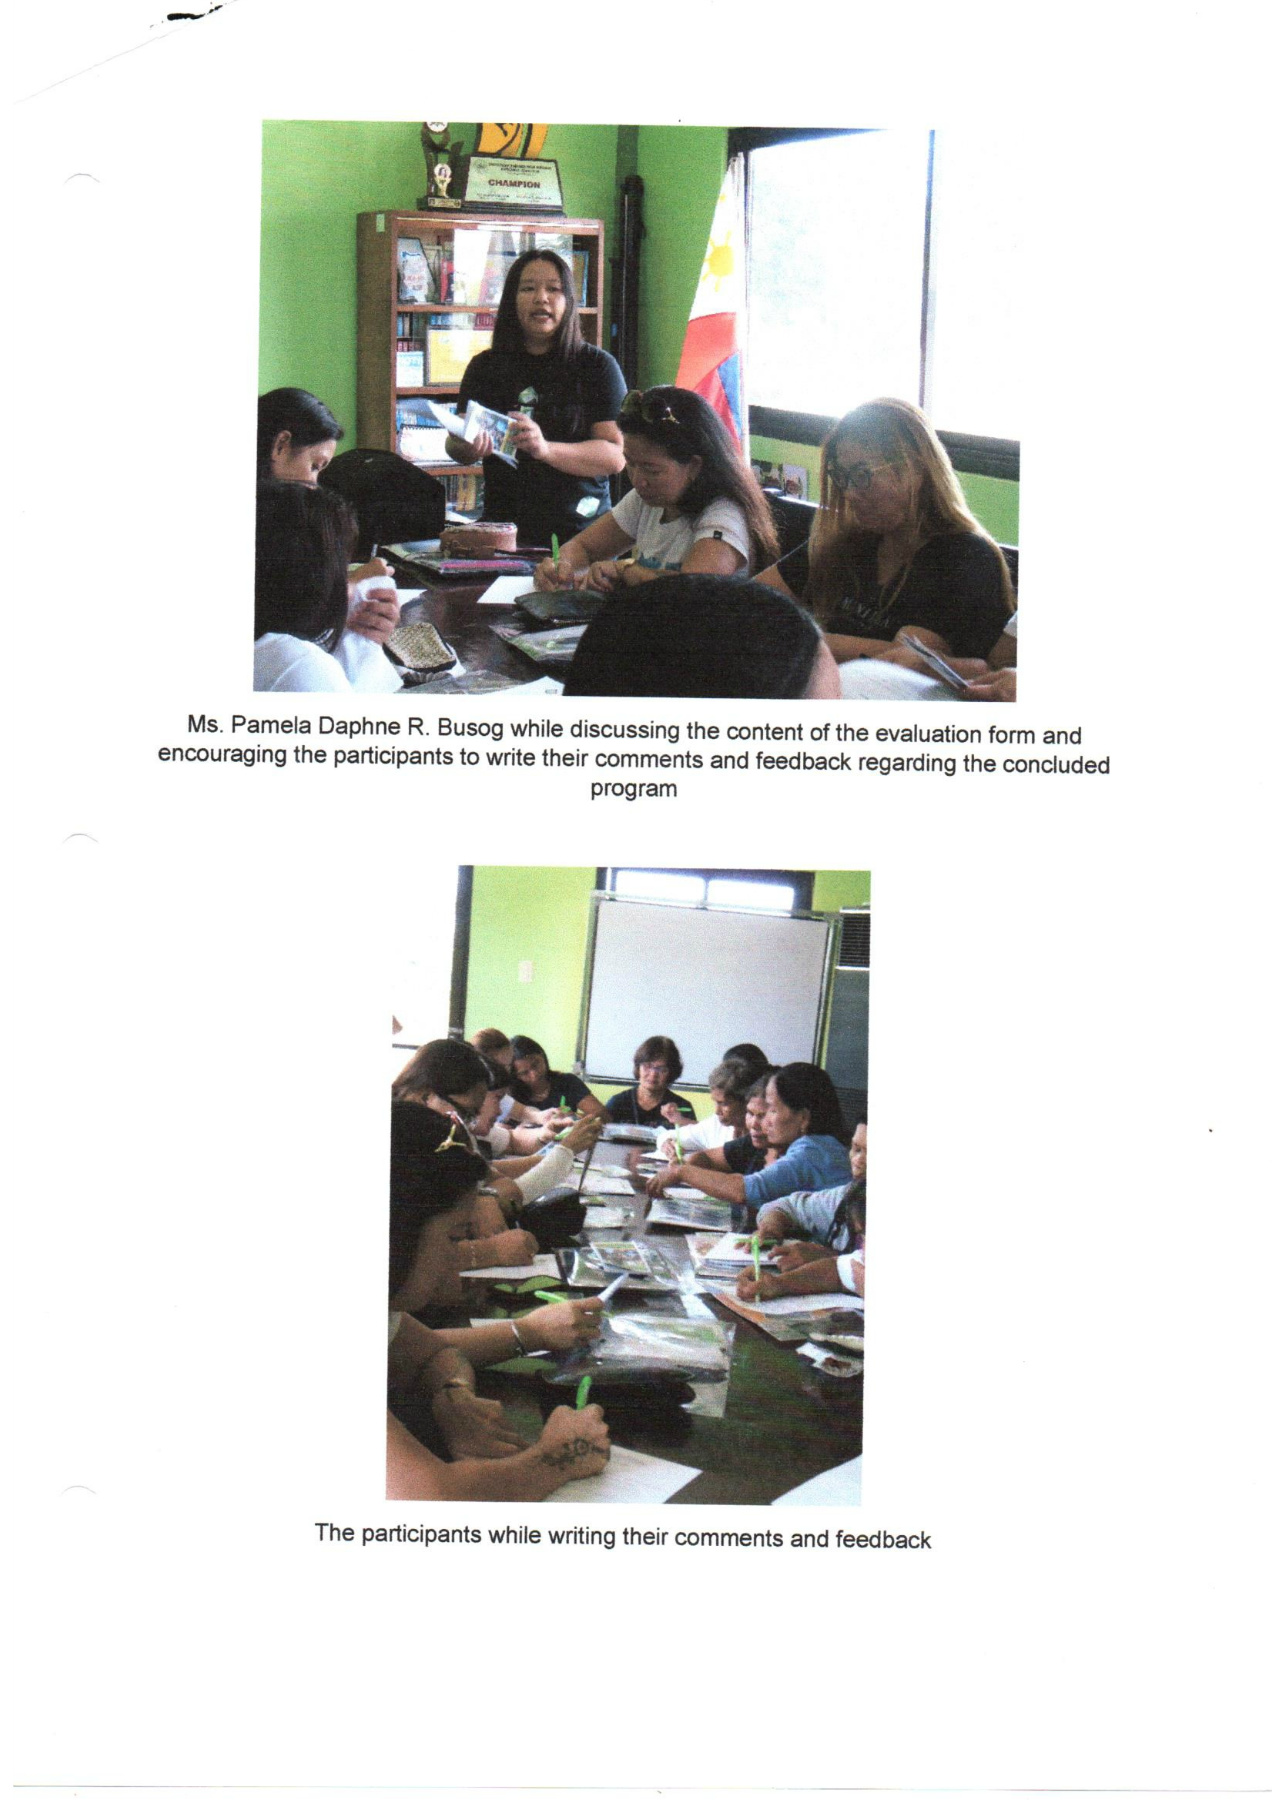 CHAMPION
Ms. Pamela Daphne R. Busog while discussing the content of the evaluation form and
encouraging the participants to write their comments and feedback regarding the concluded
program
The participants while writing their comments and feedback